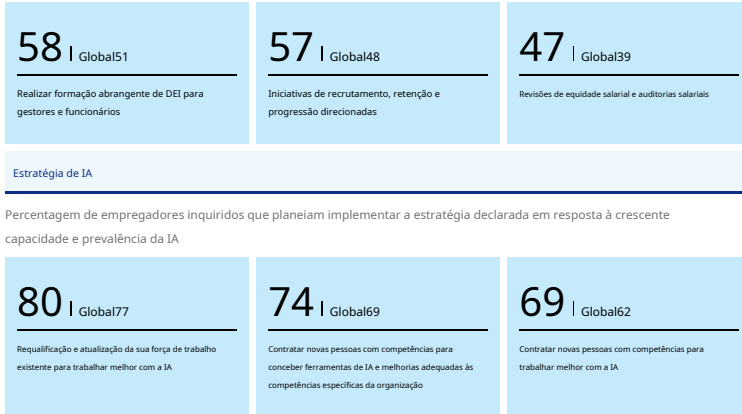 58 Global51
Realizar formação abrangente de DEI para
gestores e funcionários
57 Global48
Iniciativas de recrutamento, retenção e
progressão direcionadas
47 Global39
Revisões de equidade salarial e auditorias salariais
Estratégia de IA
Percentagem de empregadores inquiridos que planeiam implementar a estratégia declarada em resposta à crescente
capacidade e prevalência da IA
80 Global77
Requalificação e atualização da sua força de trabalho
existente para trabalhar melhor com a IA
74 Global69
Contratar novas pessoas com competências para
conceber ferramentas de IA e melhorias adequadas às
competências específicas da organização
69 Global62
Contratar novas pessoas com competências para
trabalhar melhor com a IA